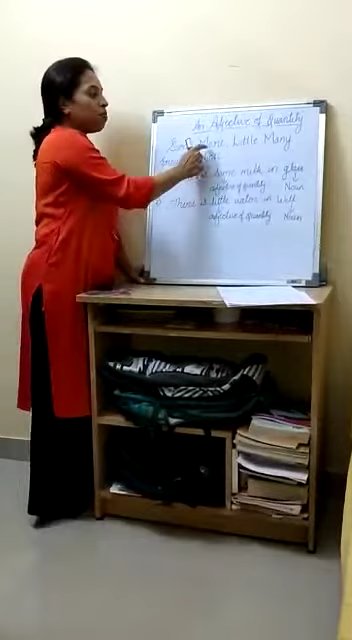 An Adjective of Quantity
Some, More, Little Many
some milk in glass
adjective of quantity Noun
There is little water in well
adjective of quantity Noun